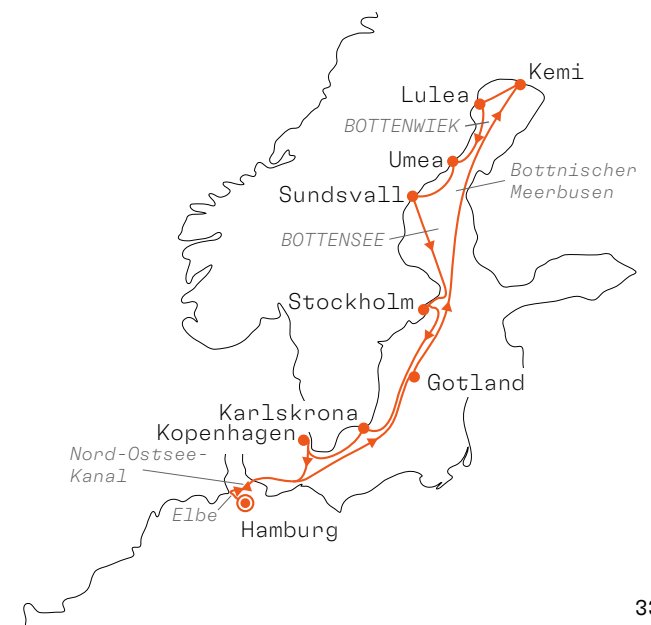 Kemi
Lulea
BOTTENWIEK
Umea
Bottnischer
Meerbusen
Sundsvall
BOTTENSEE
Stockholm
Gotland
Karlskrona
Kopenhagen
Nord-Ostsee-
Kanal
Elbe
Hamburg